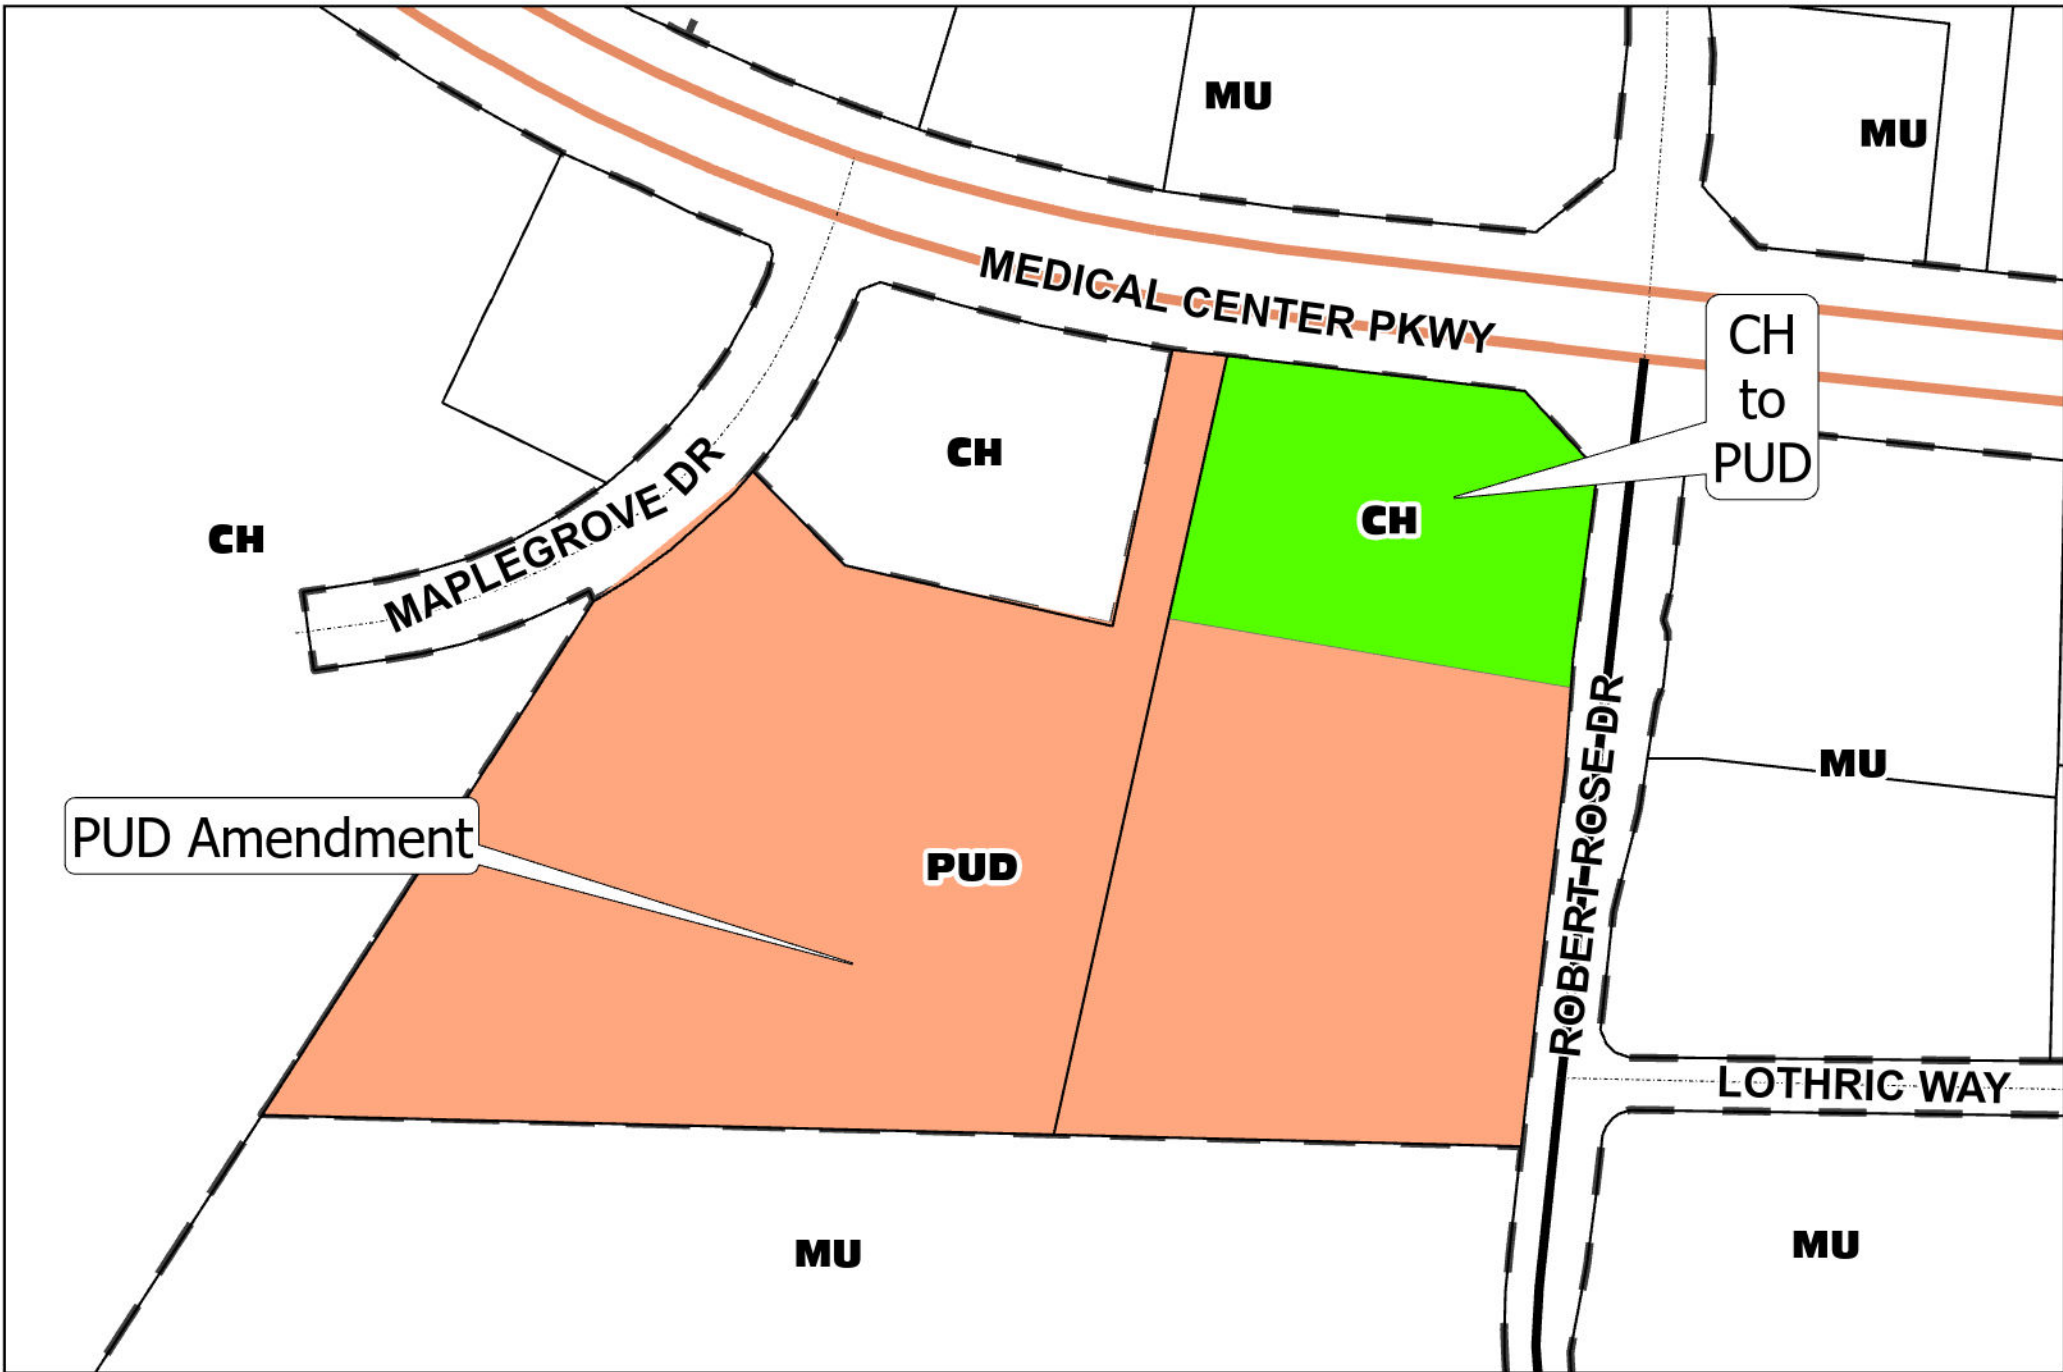 MU
MU
MEDICAL CENTER PKWY
CH
to
PUD
CH
CH
CH
MAPLEGROVE DR
ROBERT ROSE DR
MU
PUD Amendment
PUD
LOTHRIC WAY
MU
MU